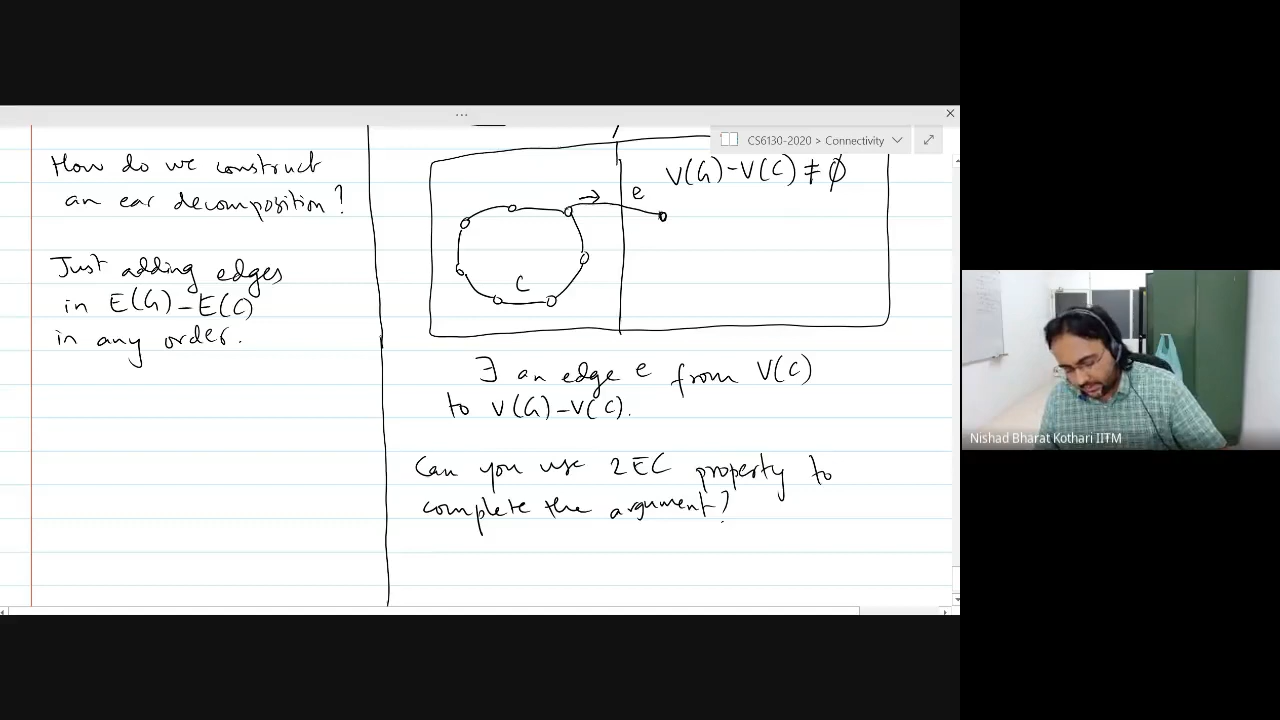 CS6130-2020 > Connectivity
How do we construct
an ear decomposition?
Just adding edges
in E(G)-E(C)
in any order.
V(G)-V(C) ≠ ∅
e
C
∃ an edge e from V(C)
to V(G)-V(C).
Can you use 2EC property to
complete the argument?
Nishad Bharat Kothari IITM